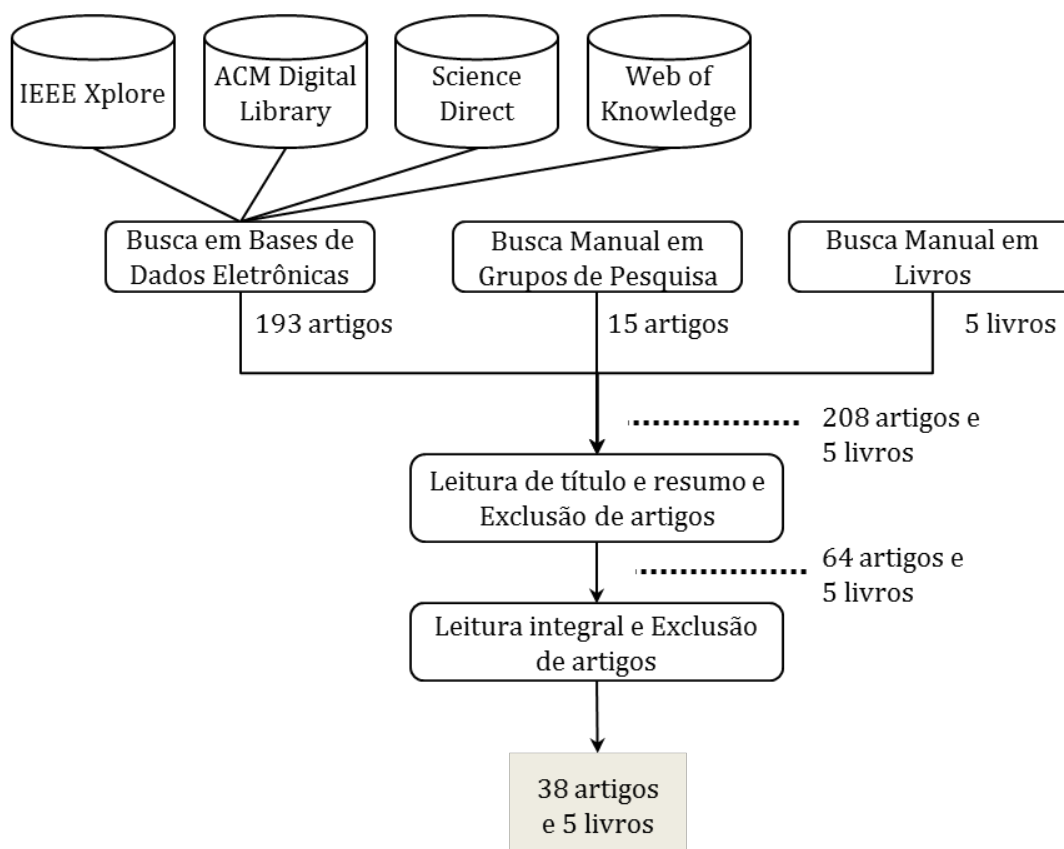 IEEE Xplore
ACM Digital
Library
Science
Direct
Web of
Knowledge
Busca em Bases de
Dados Eletrônicas
Busca Manual em
Grupos de Pesquisa
Busca Manual em
Livros
193 artigos
15 artigos
5 livros
208 artigos e
5 livros
Leitura de título e resumo e
Exclusão de artigos
64 artigos e
5 livros
Leitura integral e Exclusão
de artigos
38 artigos
e 5 livros